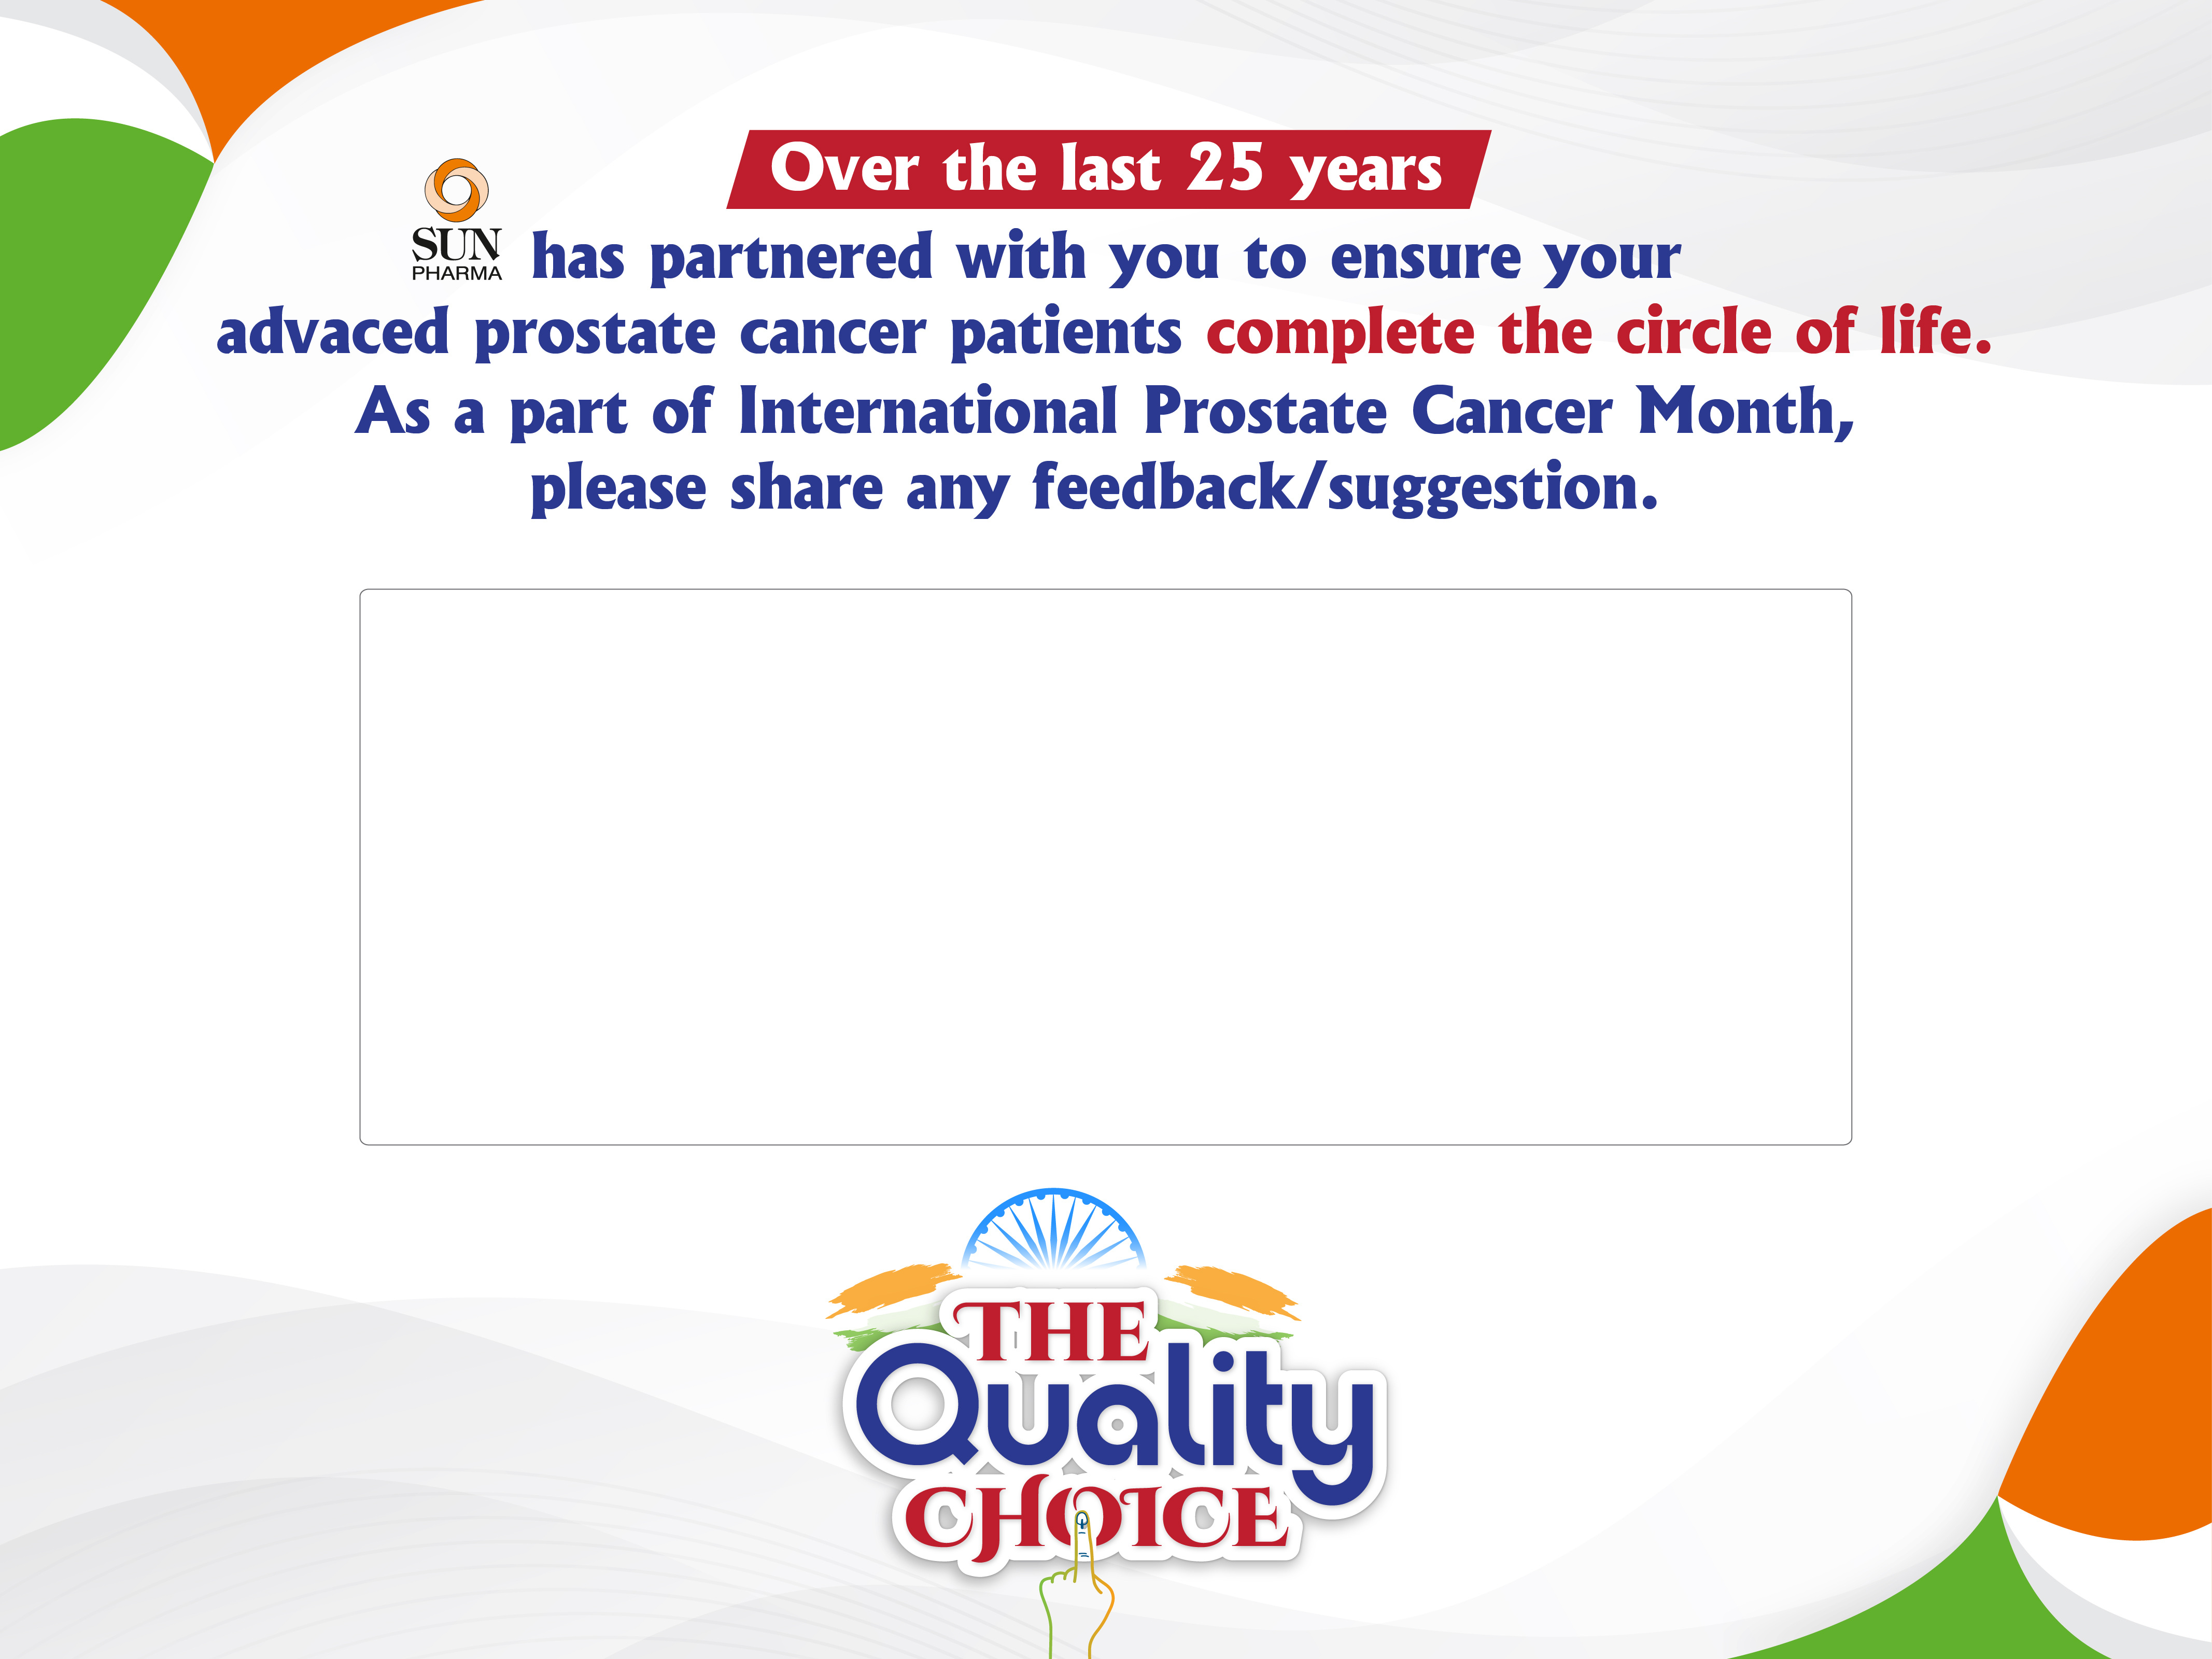 Over the last 25 years
SUN
PHARMA
has partnered with you to ensure your
advaced prostate cancer patients complete the circle of life.
As a part of International Prostate Cancer Month,
please share any feedback/suggestion.
THE
Quality
CHOICE